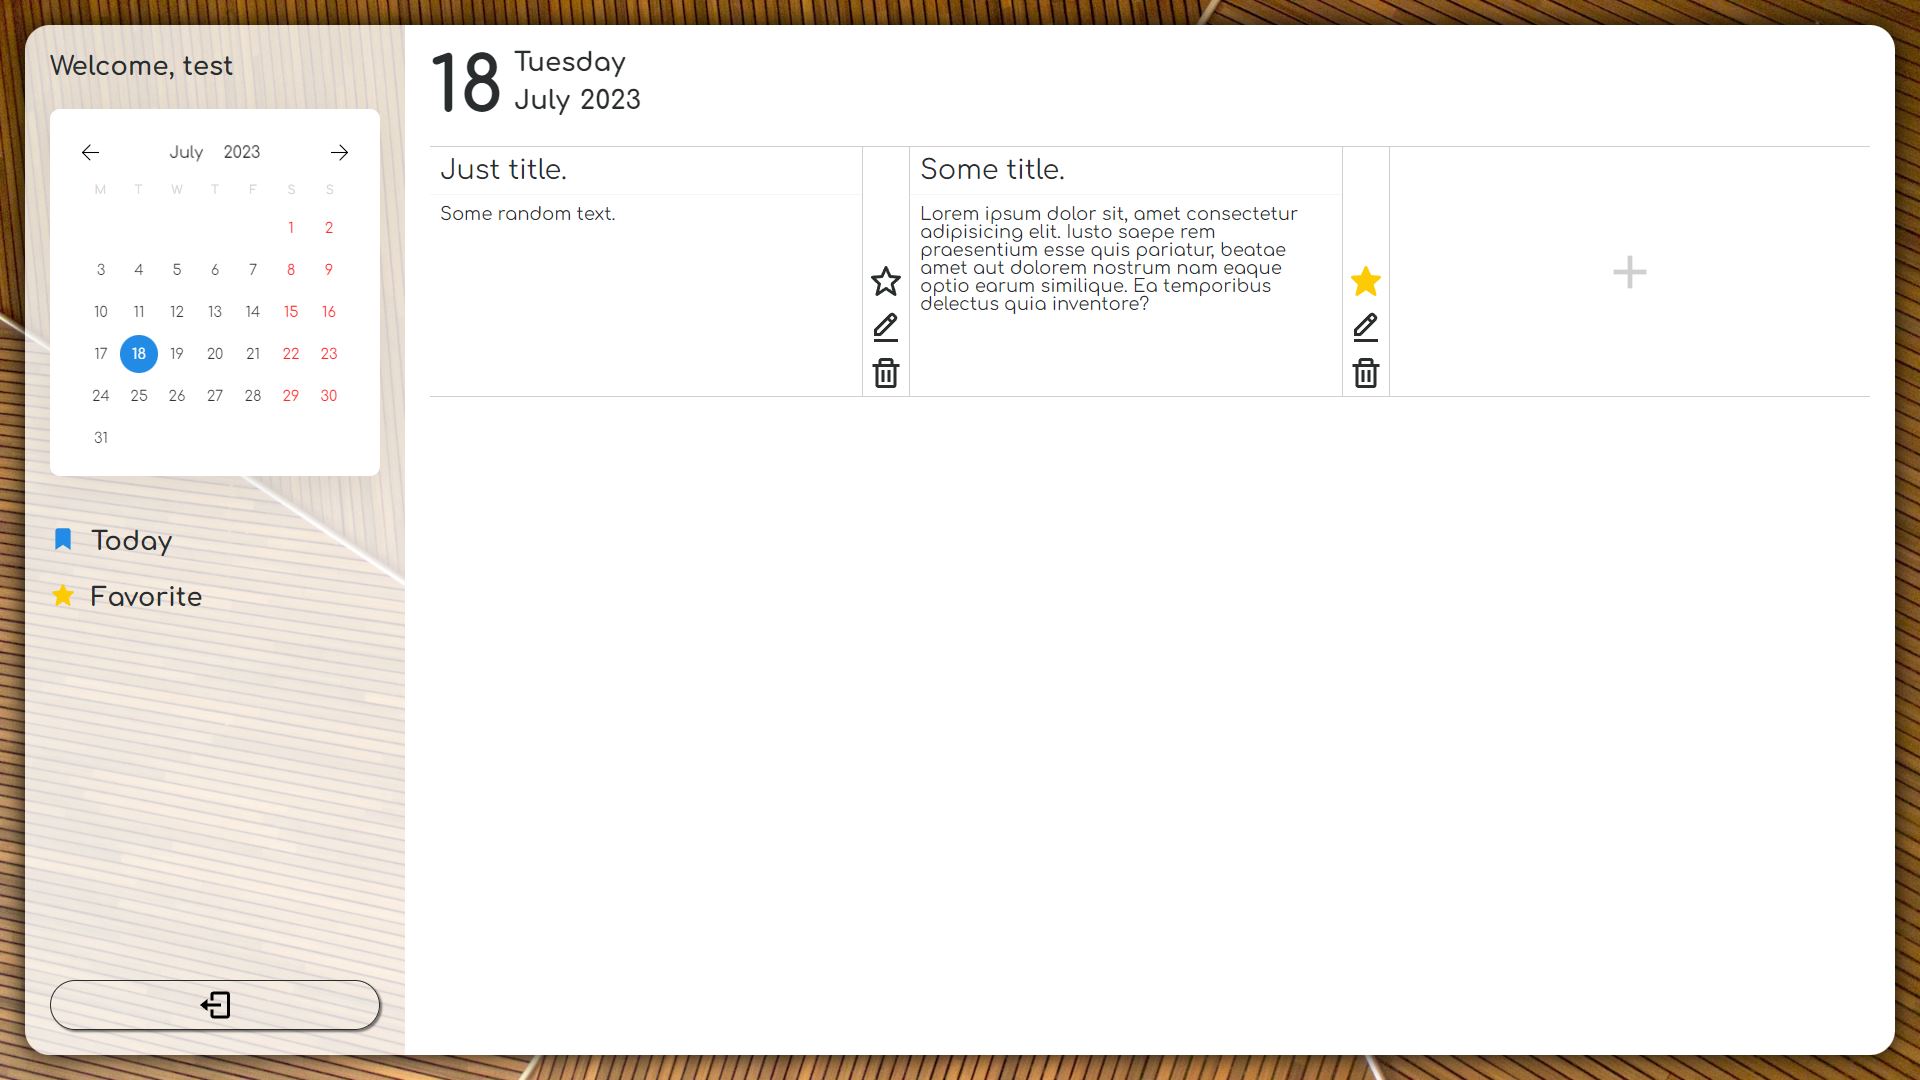 Welcome, test
July 2023
M T W T F S S
1 2
3 4 5 6 7 8 9
10 11 12 13 14 15 16
17 18 19 20 21 22 23
24 25 26 27 28 29 30
31
Today
Favorite
18
Tuesday
July 2023
Just title.
Some random text.
Some title.
Lorem ipsum dolor sit, amet consectetur
adipisicing elit. Iusto saepe rem
praesentium esse quis pariatur, beatae
amet aut dolorem nostrum nam eaque
optio earum similique. Ea temporibus
delectus quia inventore?